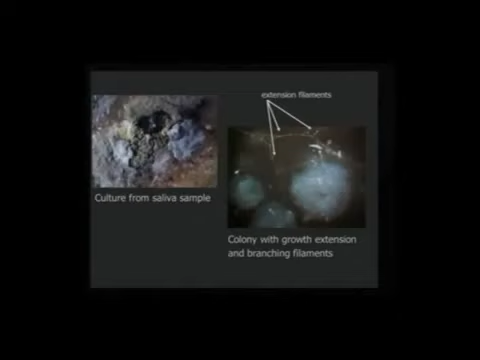 extension filaments
Culture from saliva sample
Colony with growth extension
and branching filaments